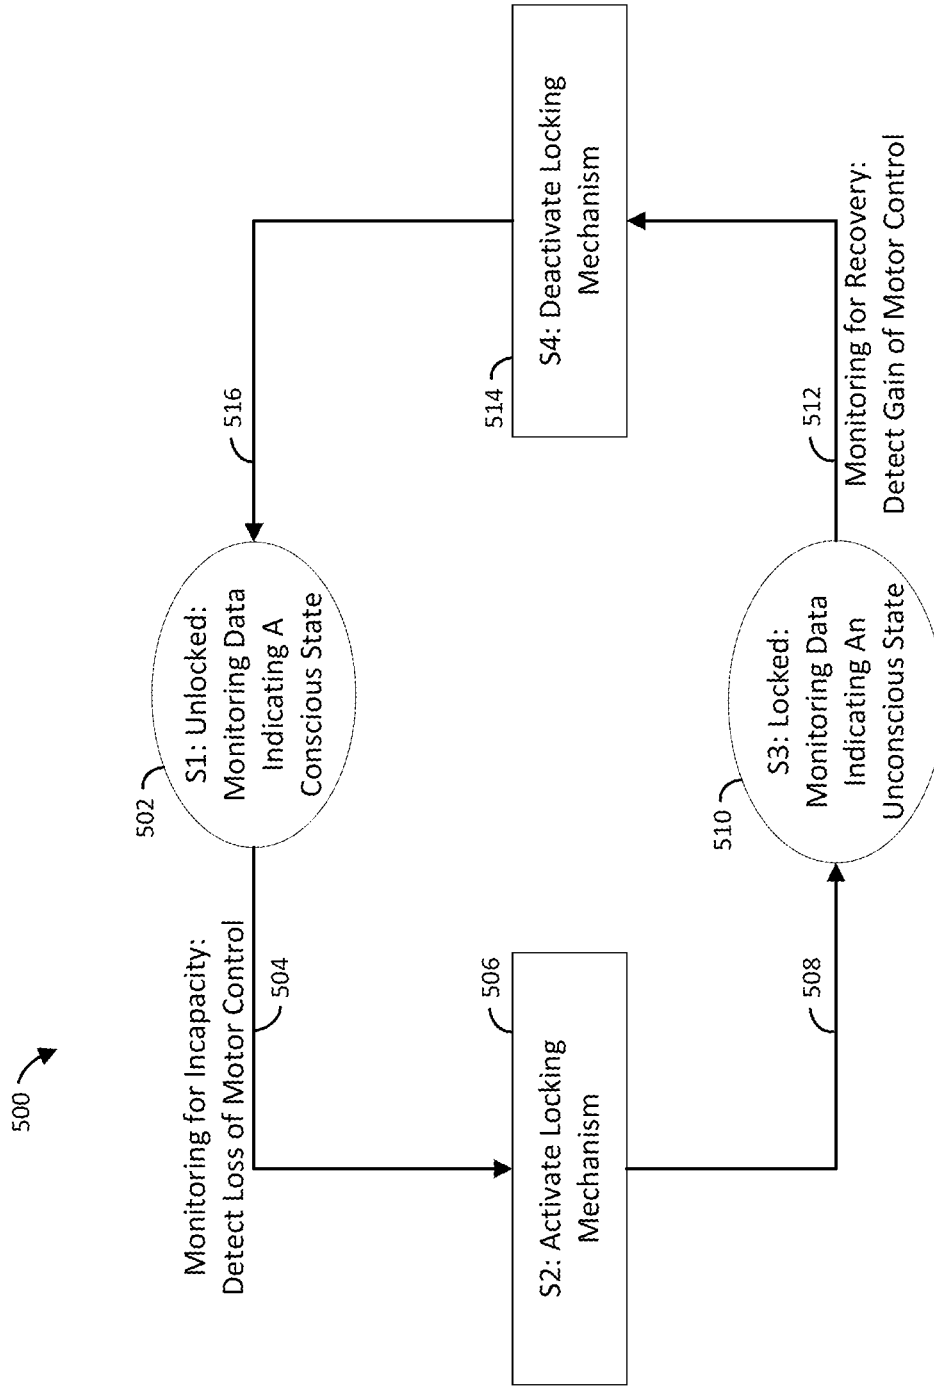 500
Monitoring for Incapacity:
Detect Loss of Motor Control
504
502
S1: Unlocked:
Monitoring Data
Indicating A
Conscious State
516
506
S2: Activate Locking
Mechanism
514
S4: Deactivate Locking
Mechanism
508
510
S3: Locked:
Monitoring Data
Indicating An
Unconscious State
512
Monitoring for Recovery:
Detect Gain of Motor Control